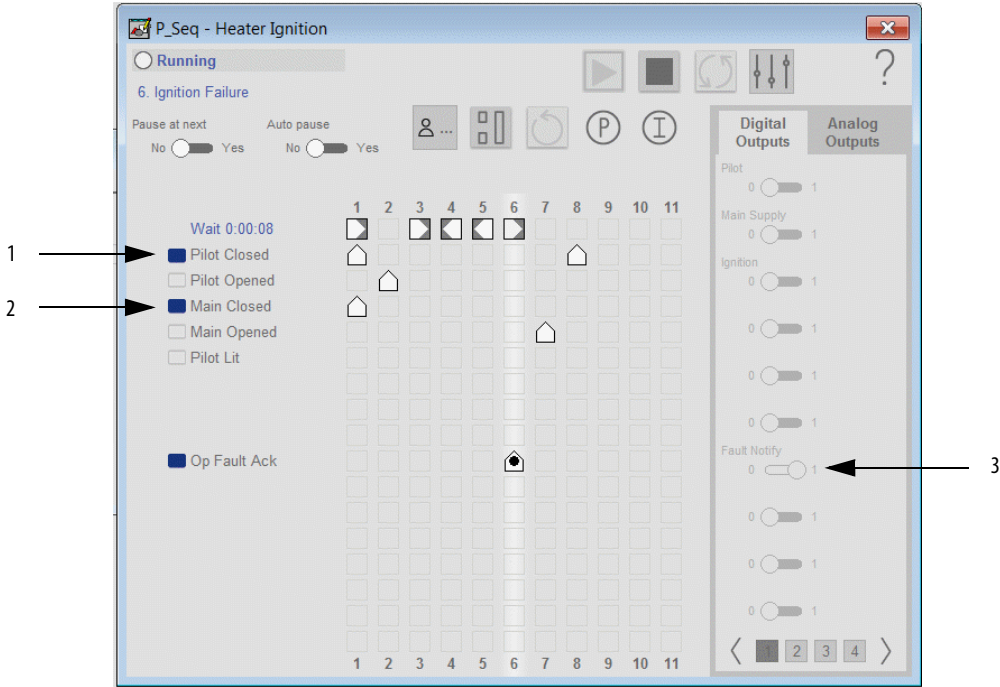 P_Seq - Heater Ignition
Running
6. Ignition Failure
?
Pause at next Auto pause
No Yes No Yes
... P I
Digital Outputs
Analog Outputs
1 2 3 4 5 6 7 8 9 10 11
Wait 0:00:08
1
Pilot Closed
Pilot Opened
2
Main Closed
Main Opened
Pilot Lit
Op Fault Ack
1 2 3 4 5 6 7 8 9 10 11
Pilot
0 1
Main Supply
0 1
Ignition
0 1
0 1
0 1
0 1
Fault Notify
0 1
3
0 1
0 1
0 1
1 2 3 4